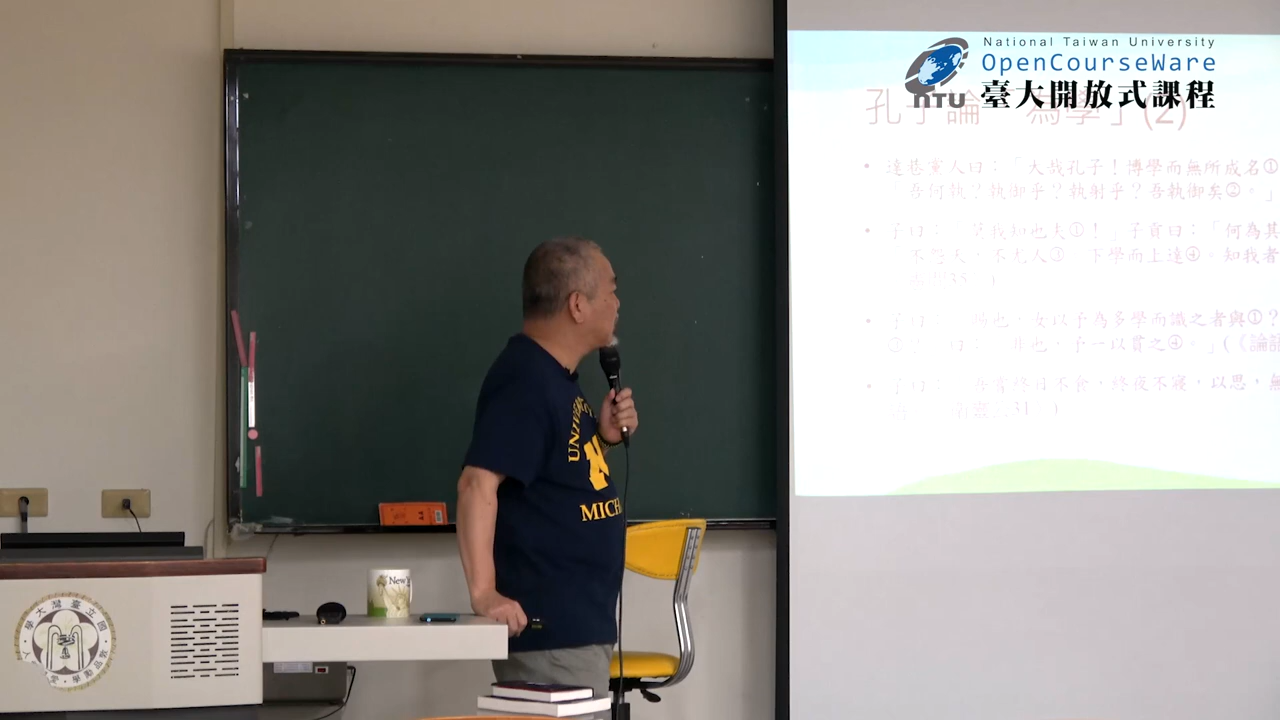 National Taiwan University
OpenCourseWare
NTU 臺大開放式課程
孔子論「為學」(2)
• 達巷黨人曰：「大哉孔子！博學而無所成名①
吾何執？執御乎？執射乎？吾執御矣②。」
• 子曰：「莫我知也夫①！」子貢曰：「何為其
不怨天，不尤人③ 下學而上達④。知我者
35
• 子曰：「賜也，女以予為多學而識之者與①？
曰：「非也，予一以貫之④。」(《論語
• 子曰：「吾嘗終日不食，終夜不寢，以思，無
31
UNIVERSITY
MICH
New